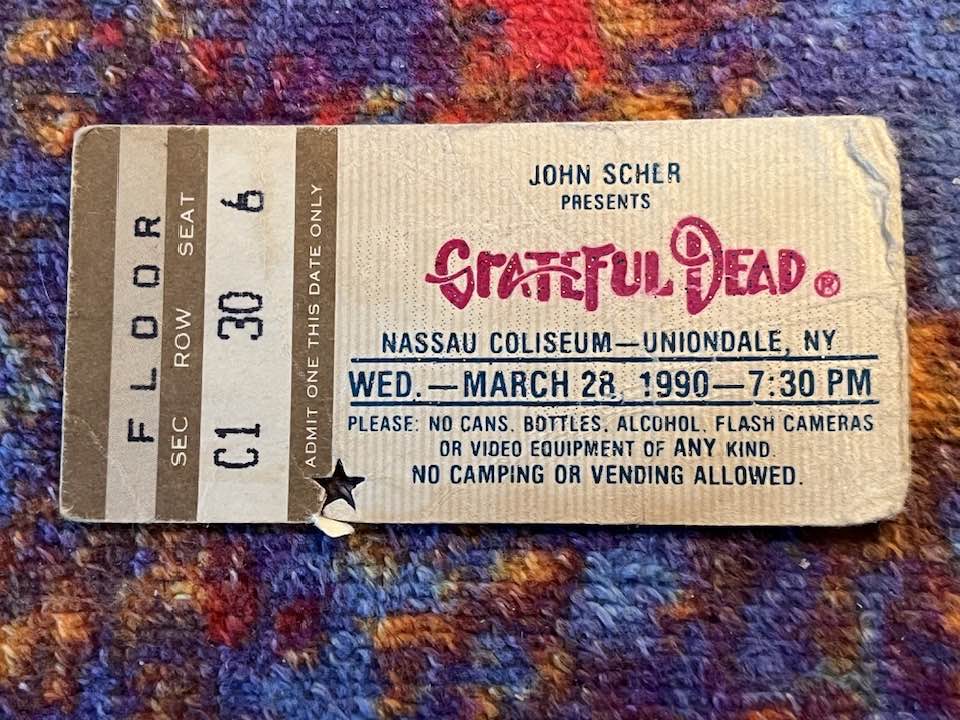 FLOOR
SEC ROW SEAT
C1 30 6
ADMIT ONE THIS DATE ONLY
JOHN SCHER
PRESENTS
GRATEFUL DEAD ®
NASSAU COLISEUM—UNIONDALE, NY
WED. —MARCH 28, 1990—7:30 PM
PLEASE: NO CANS. BOTTLES. ALCOHOL. FLASH CAMERAS
OR VIDEO EQUIPMENT OF ANY KIND.
NO CAMPING OR VENDING ALLOWED.